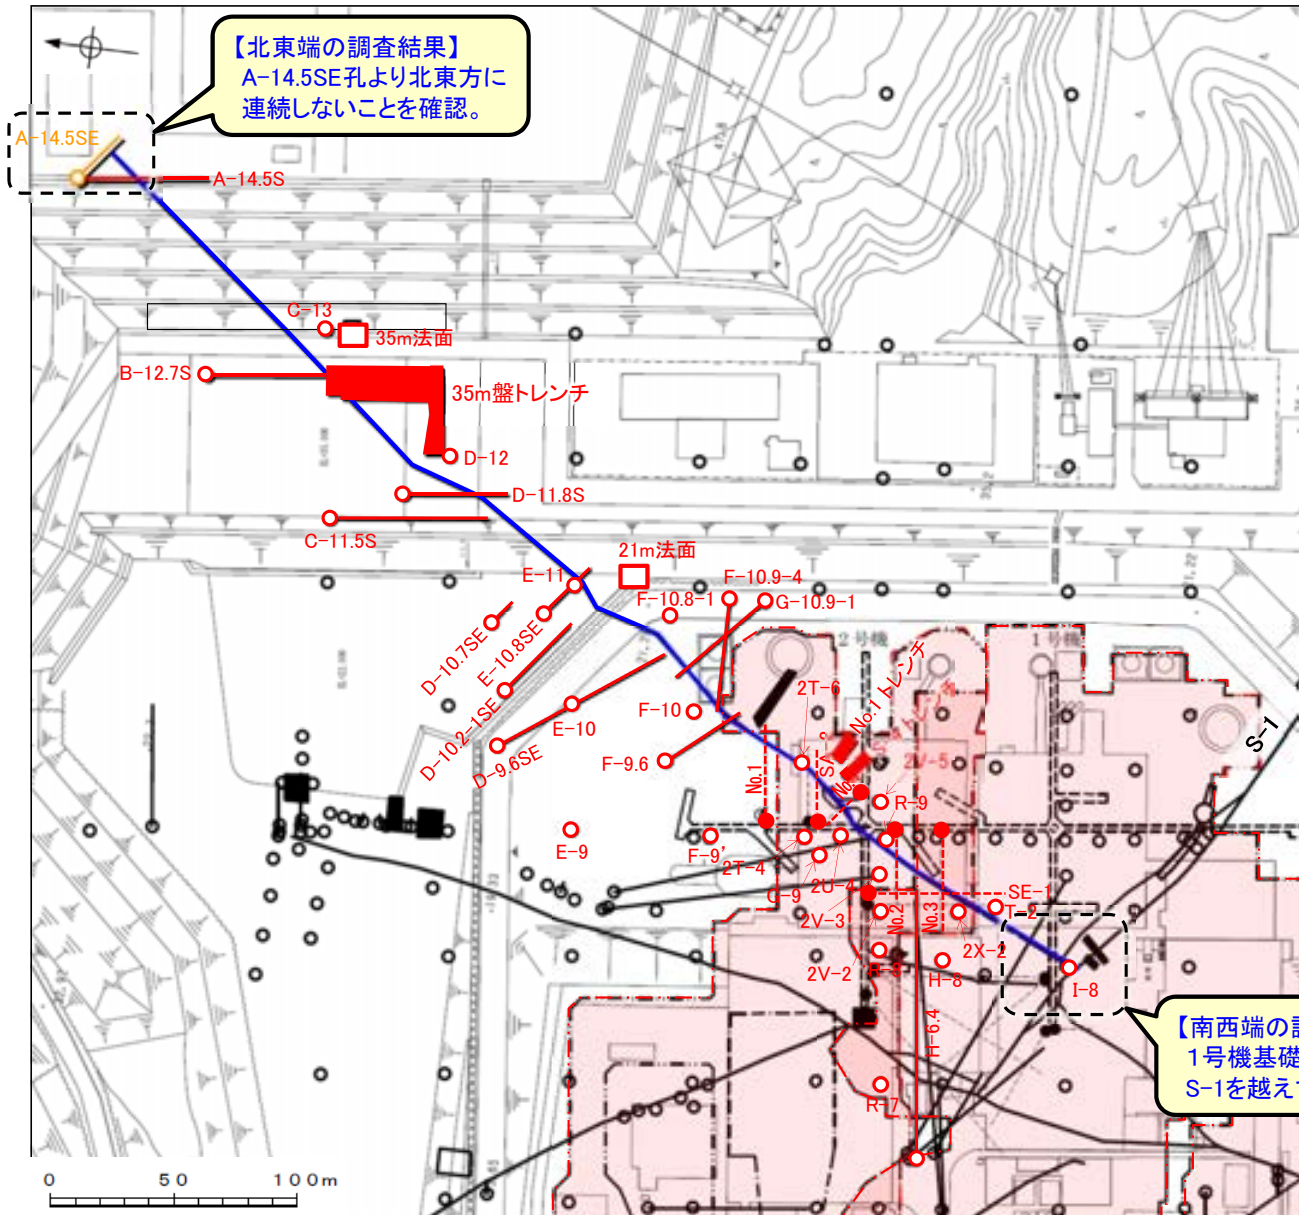 【北東端の調査結果】
A-14.5SE孔より北東方に
連続しないことを確認。
A-14.5SE
A-14.5S
C-13
35m法面
B-12.7S
35m盤トレンチ
D-12
D-11.8S
C-11.5S
21m法面
E-11
F-10.9-4
F-10.8-1
G-10.9-1
D-10.7SE
E-10.8SE
2号機
1号機
No.1トレンチ
2T-6
D-10.2-1SE
E-10
F-10
S-1
D-9.6SE
F-9.6
No.1
2V-5
R-9
E-9
F-9'
2T-4
G-9
2U-4
SE-1
T-2
2V-3
No.2
No.3
2X-2
2V-2
R-8
H-8
I-8
【南西端の調
1号機基礎
S-1を越えて
H-6.4
R-7
0 50 100m